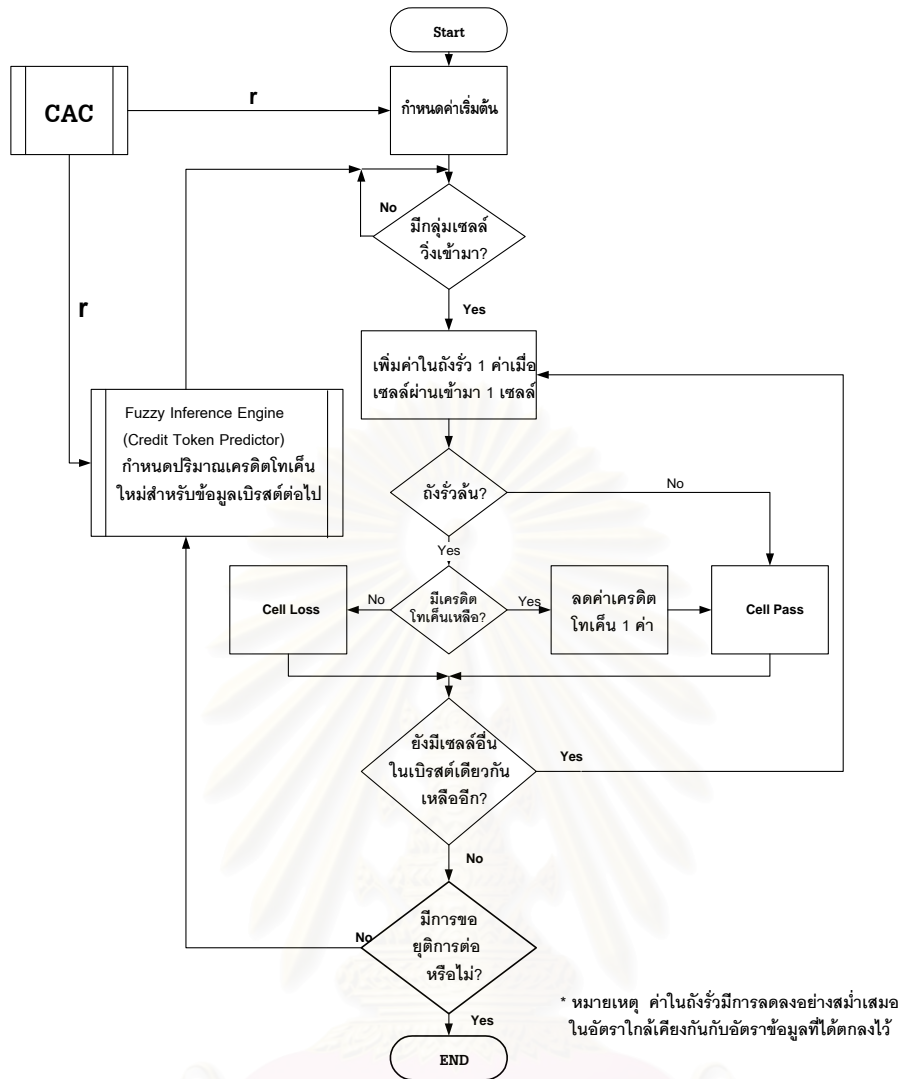 Start
CAC
r
กำหนดค่าเริ่มต้น
No
มีกลุ่มเซลล์
วิ่งเข้ามา?
r
Yes
เพิ่มค่าในถังรั่ว 1 ค่าเมื่อ
เซลล์ผ่านเข้ามา 1 เซลล์
Fuzzy Inference Engine
(Credit Token Predictor)
กำหนดปริมาณเครดิตโทเค็น
ใหม่สำหรับข้อมูลเบิรสต์ต่อไป
ถังรั่วล้น?
No
Yes
Cell Loss
No
มีเครดิต
โทเค็นเหลือ?
Yes
ลดค่าเครดิต
โทเค็น 1 ค่า
Cell Pass
ยังมีเซลล์อื่น
ในเบิรสต์เดียวกัน
เหลืออีก?
Yes
No
มีการขอ
ยุติการต่อ
หรือไม่?
No
* หมายเหตุ ค่าในถังรั่วมีการลดลงอย่างสม่ำเสมอ
ในอัตราใกล้เคียงกันกับอัตราข้อมูลที่ได้ตกลงไว้
Yes
END